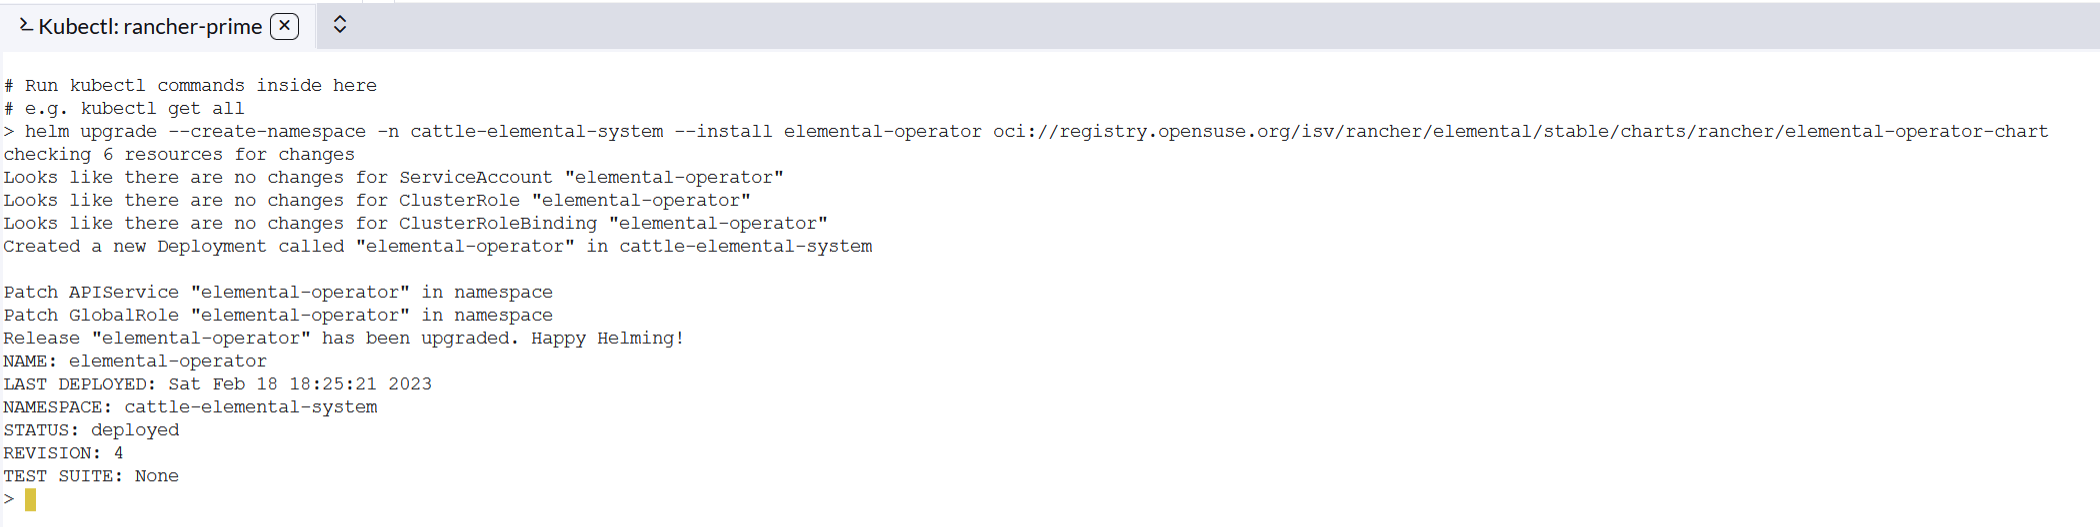 Kubectl: rancher-prime
# Run kubectl commands inside here
# e.g. kubectl get all
> helm upgrade --create-namespace -n cattle-elemental-system --install elemental-operator oci://registry.opensuse.org/isv/rancher/elemental/stable/charts/rancher/elemental-operator-chart
checking 6 resources for changes
Looks like there are no changes for ServiceAccount "elemental-operator"
Looks like there are no changes for ClusterRole "elemental-operator"
Looks like there are no changes for ClusterRoleBinding "elemental-operator"
Created a new Deployment called "elemental-operator" in cattle-elemental-system
Patch APIService "elemental-operator" in namespace
Patch GlobalRole "elemental-operator" in namespace
Release "elemental-operator" has been upgraded. Happy Helming!
NAME: elemental-operator
LAST DEPLOYED: Sat Feb 18 18:25:21 2023
NAMESPACE: cattle-elemental-system
STATUS: deployed
REVISION: 4
TEST SUITE: None
>